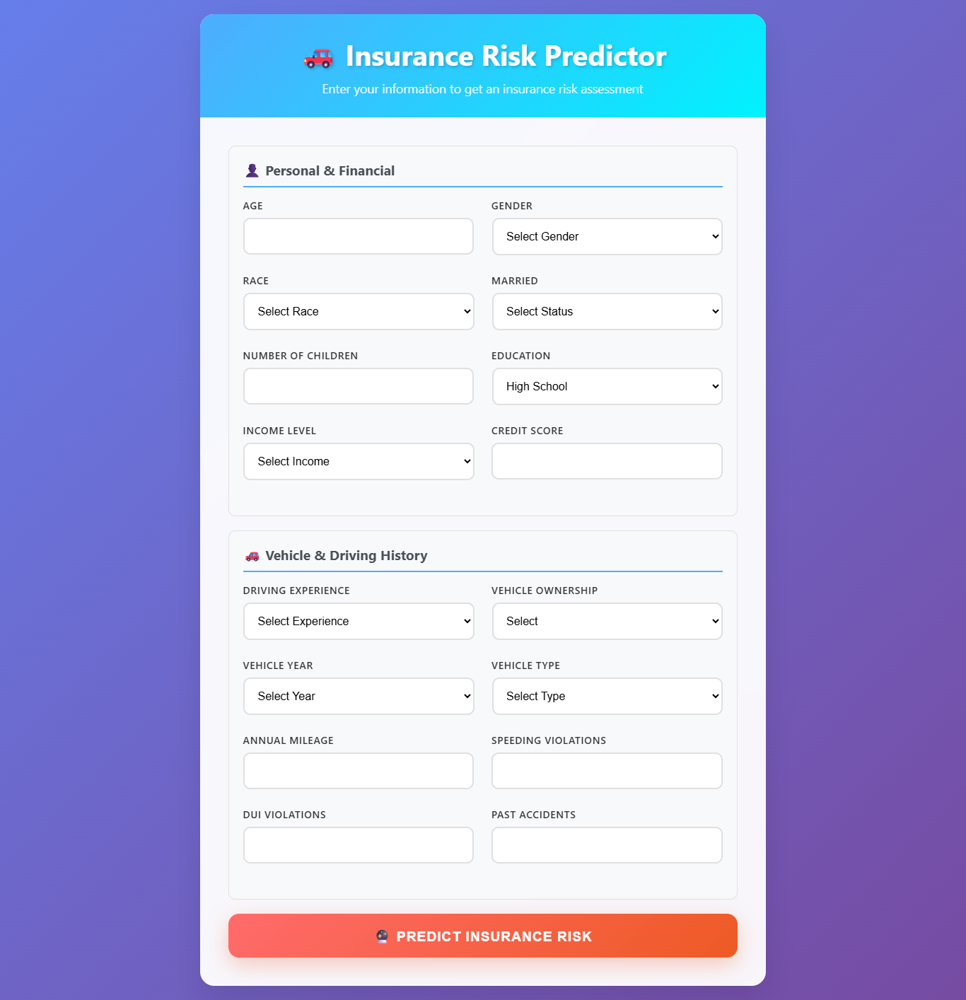 Insurance Risk Predictor
Enter your information to get an insurance risk assessment
Personal & Financial
AGE
GENDER
Select Gender
RACE
MARRIED
Select Race
Select Status
NUMBER OF CHILDREN
EDUCATION
High School
INCOME LEVEL
CREDIT SCORE
Select Income
Vehicle & Driving History
DRIVING EXPERIENCE
VEHICLE OWNERSHIP
Select Experience
Select
VEHICLE YEAR
VEHICLE TYPE
Select Year
Select Type
ANNUAL MILEAGE
SPEEDING VIOLATIONS
DUI VIOLATIONS
PAST ACCIDENTS
PREDICT INSURANCE RISK